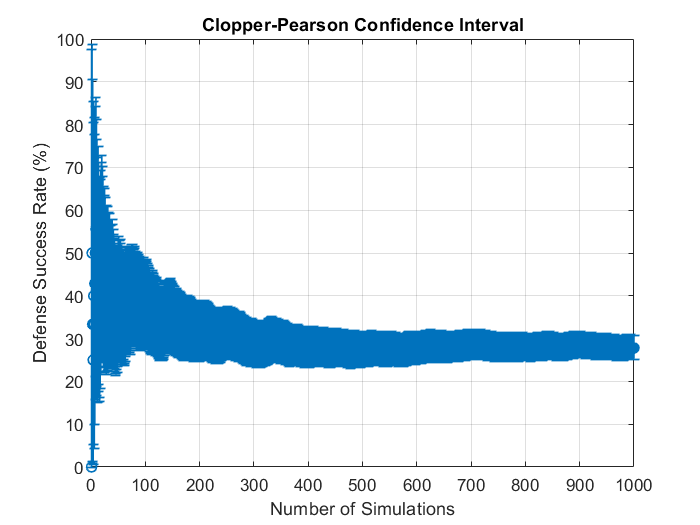 Clopper-Pearson Confidence Interval
100
90
80
70
60
50
40
30
20
10
0
Defense Success Rate (%)
0 100 200 300 400 500 600 700 800 900 1000
Number of Simulations